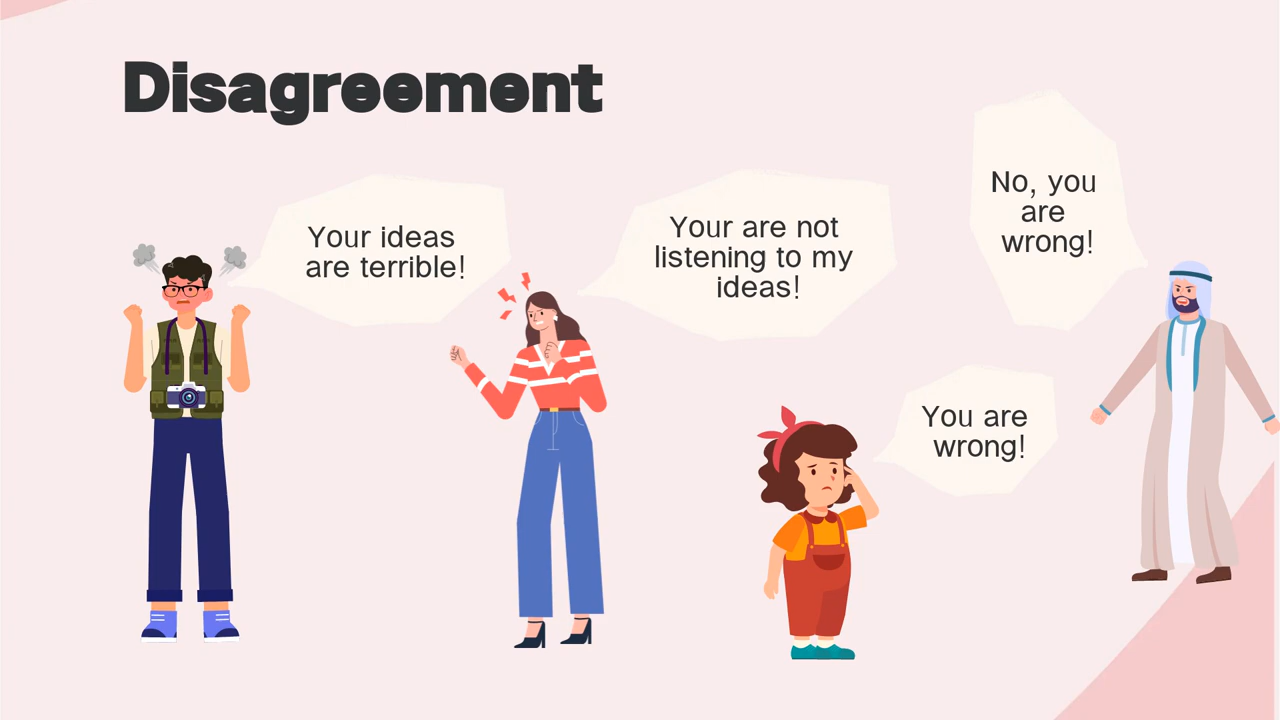 Disagreement
Your ideas
are terrible!
Your are not
listening to my
ideas!
No, you
are
wrong!
You are
wrong!